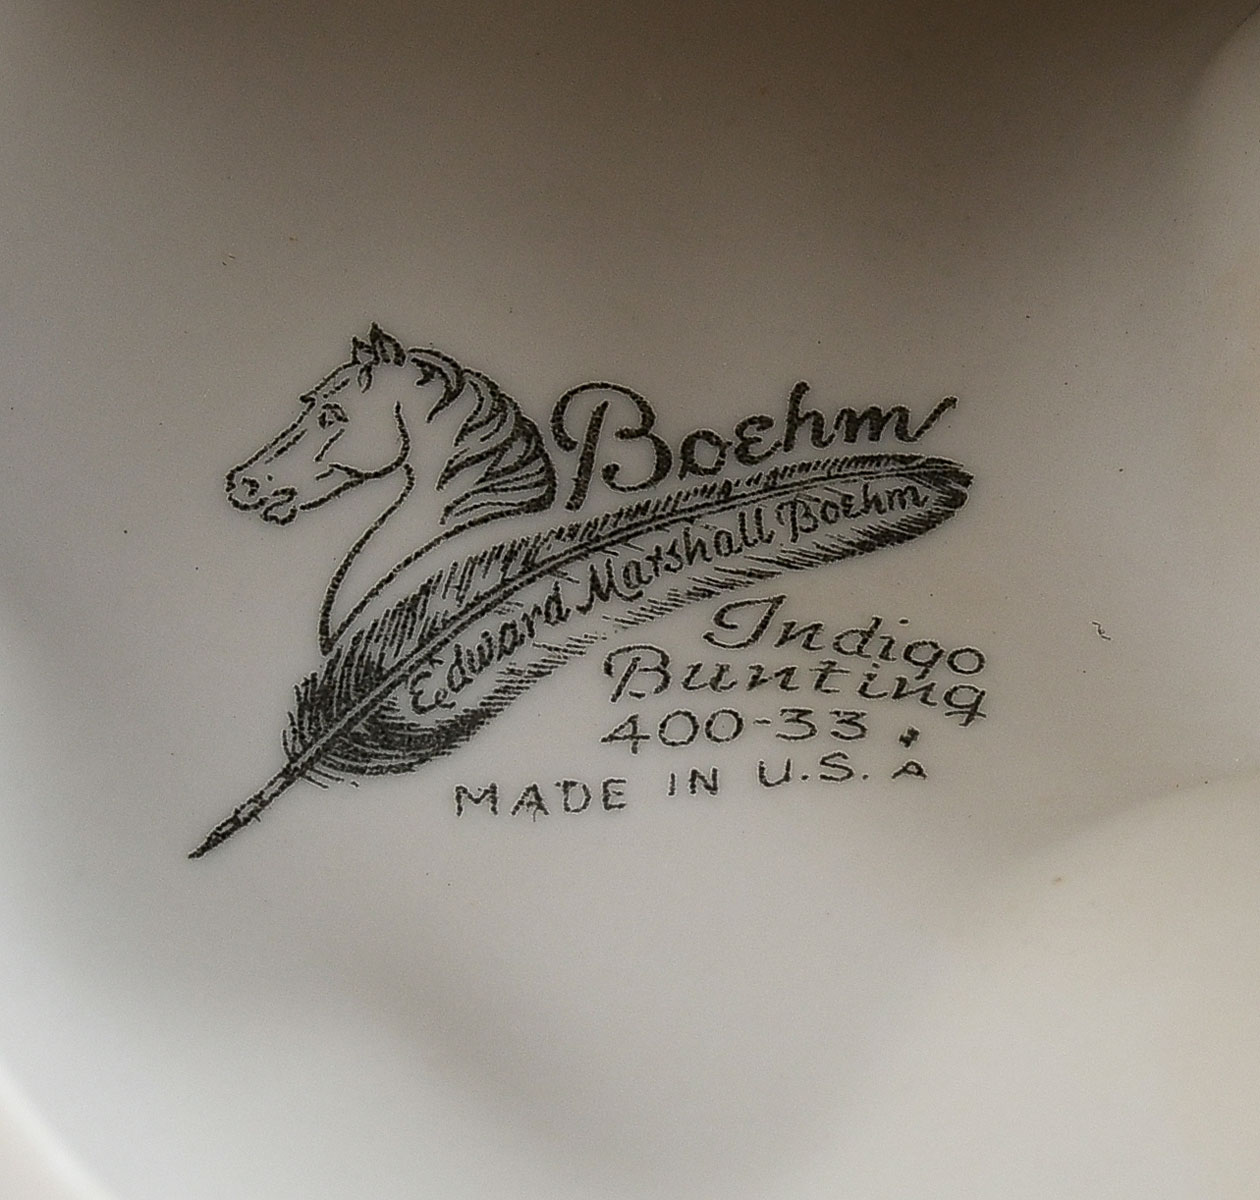 Boehm
Edward Marshall Boehm
Indigo
Bunting
400-33
MADE IN U.S.A